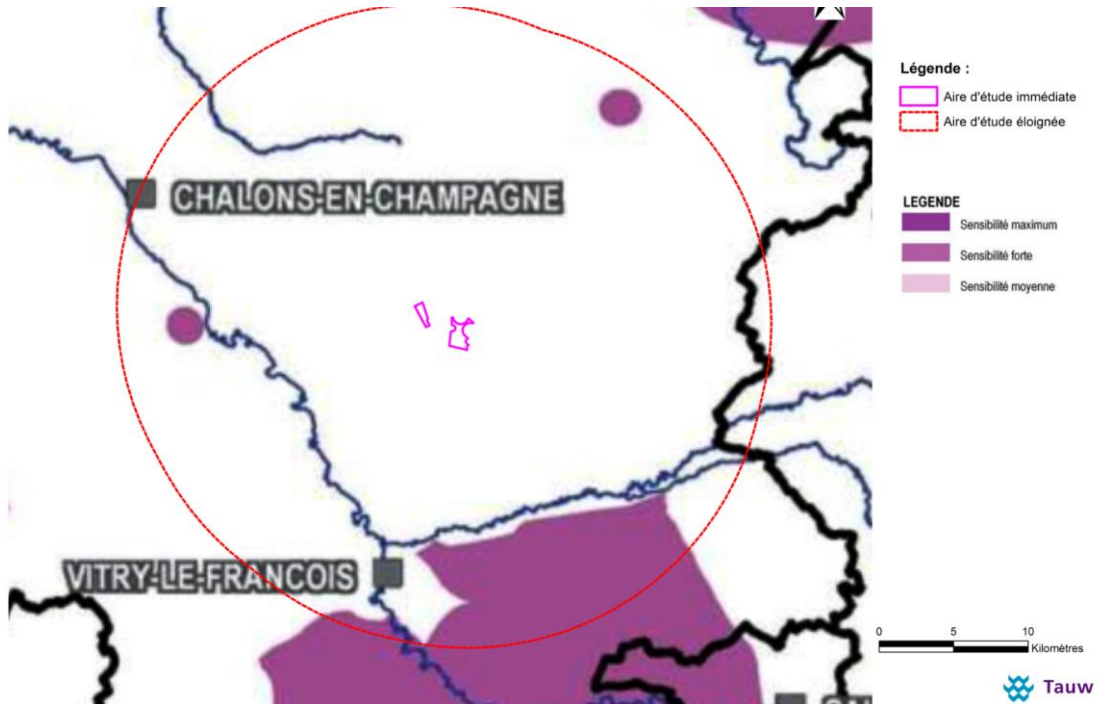 CHALONS-EN-CHAMPAGNE
VITRY-LE-FRANCOIS
Légende :
Aire d'étude immédiate
Aire d'étude éloignée
LEGENDE
Sensibilité maximum
Sensibilité forte
Sensibilité moyenne
0 5 10
Kilomètres
Tauw